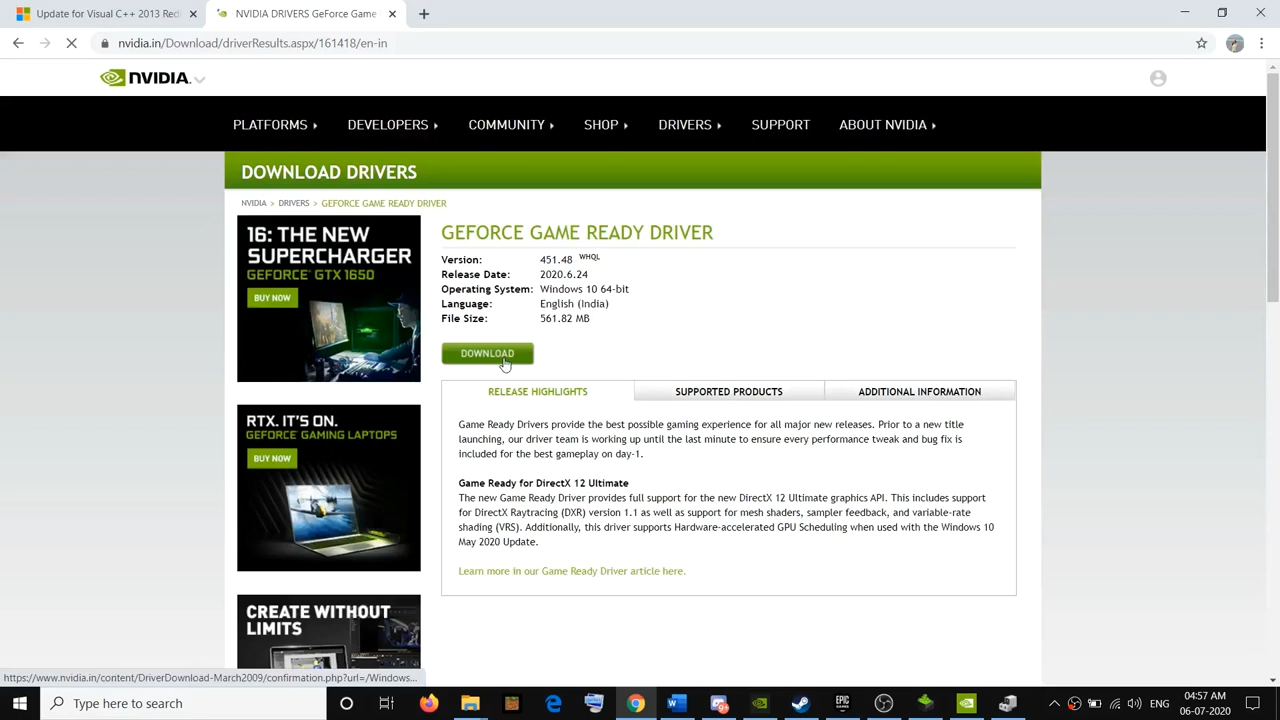 Update for Visual C++ 2013 Red
NVIDIA DRIVERS GeForce Game
nvidia.in/Download/driverResults.aspx/161418/en-in
NVIDIA.
PLATFORMS
DEVELOPERS
COMMUNITY
SHOP
DRIVERS
SUPPORT
ABOUT NVIDIA
DOWNLOAD DRIVERS
NVIDIA > DRIVERS > GEFORCE GAME READY DRIVER
16: THE NEW
SUPERCHARGER
GEFORCE GTX 1650
BUY NOW
RTX. IT'S ON.
GEFORCE GAMING LAPTOPS
BUY NOW
CREATE WITHOUT
LIMITS
GEFORCE GAME READY DRIVER
Version: 451.48 WHQL
Release Date: 2020.6.24
Operating System: Windows 10 64-bit
Language: English (India)
File Size: 561.82 MB
DOWNLOAD
RELEASE HIGHLIGHTS
SUPPORTED PRODUCTS
ADDITIONAL INFORMATION
Game Ready Drivers provide the best possible gaming experience for all major new releases. Prior to a new title
launching, our driver team is working up until the last minute to ensure every performance tweak and bug fix is
included for the best gameplay on day-1.
Game Ready for DirectX 12 Ultimate
The new Game Ready Driver provides full support for the new DirectX 12 Ultimate graphics API. This includes support
for DirectX Raytracing (DXR) version 1.1 as well as support for mesh shaders, sampler feedback, and variable-rate
shading (VRS). Additionally, this driver supports Hardware-accelerated GPU Scheduling when used with the Windows 10
May 2020 Update.
Learn more in our Game Ready Driver article here.
https://www.nvidia.in/content/DriverDownload-March2009/confirmation.php?url=/Windows...
Type here to search
EPIC
GAMES
ENG
04:57 AM
06-07-2020